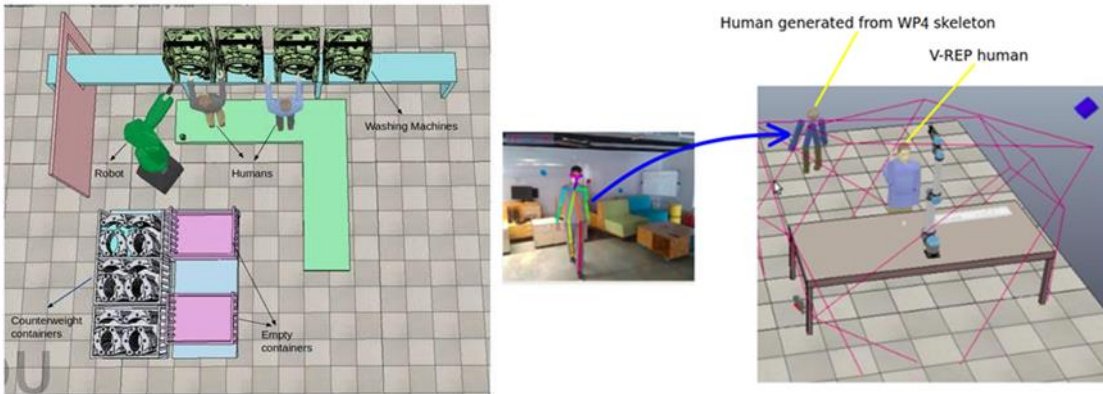 Human generated from WP4 skeleton
V-REP human
Washing Machines
Robot
Humans
Counterweight
containers
Empty
containers